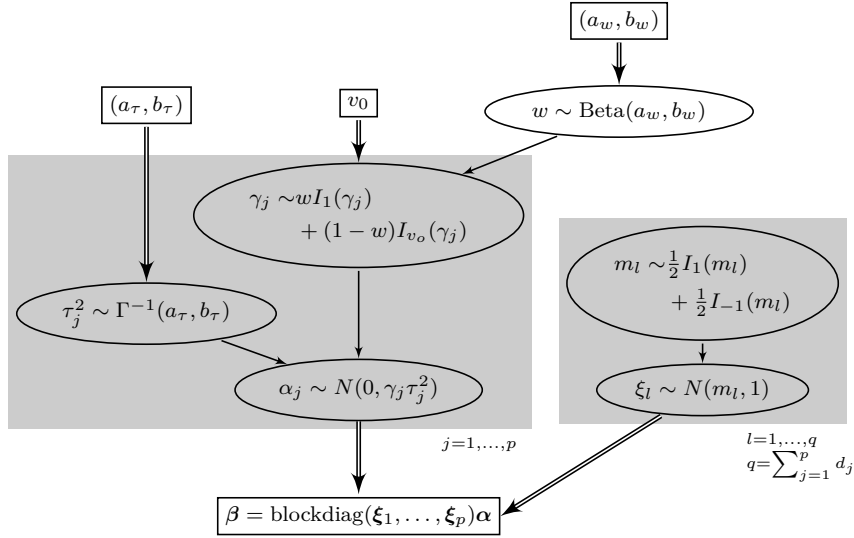 (a_w, b_w)
(a_τ, b_τ)
v_0
w ∼ Beta(a_w, b_w)
γ_j ∼wI_1(γ_j)
+ (1 − w)I_{v_o}(γ_j)
m_l ∼½I_1(m_l)
+ ½I_{−1}(m_l)
τ_j^2 ∼ Γ^{−1}(a_τ, b_τ)
α_j ∼ N(0, γ_jτ_j^2)
ξ_l ∼ N(m_l, 1)
j=1,...,p
l=1,...,q
q=∑_{j=1}^p d_j
β = blockdiag(ξ_1, . . . , ξ_p)α